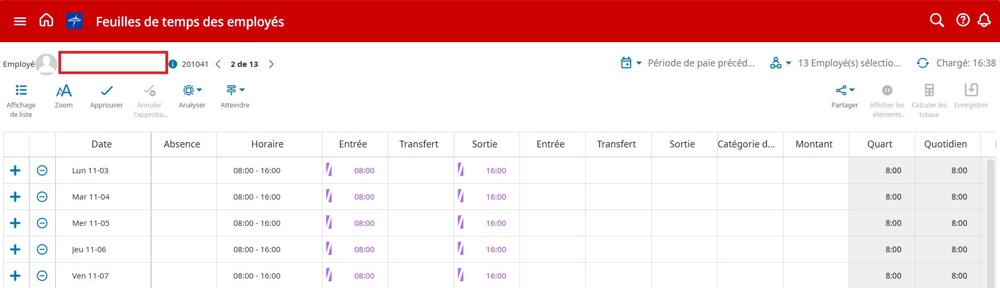 MEDLINE Feuilles de temps des employés
Employé i 201041 2 de 13 Période de paie précéd... 13 Employé(s) sélectio... Chargé: 16:38
Affichage de liste Zoom Approuver Annuler l'approba... Analyser Atteindre Partager Afficher les éléments.. Calculer les totaux Enregistrer
Date Absence Horaire Entrée Transfert Sortie Entrée Transfert Sortie Catégorie d... Montant Quart Quotidien
Lun 11-03 08:00 - 16:00 08:00 16:00 8:00 8:00
Mar 11-04 08:00 - 16:00 08:00 16:00 8:00 8:00
Mer 11-05 08:00 - 16:00 08:00 16:00 8:00 8:00
Jeu 11-06 08:00 - 16:00 08:00 16:00 8:00 8:00
Ven 11-07 08:00 - 16:00 08:00 16:00 8:00 8:00